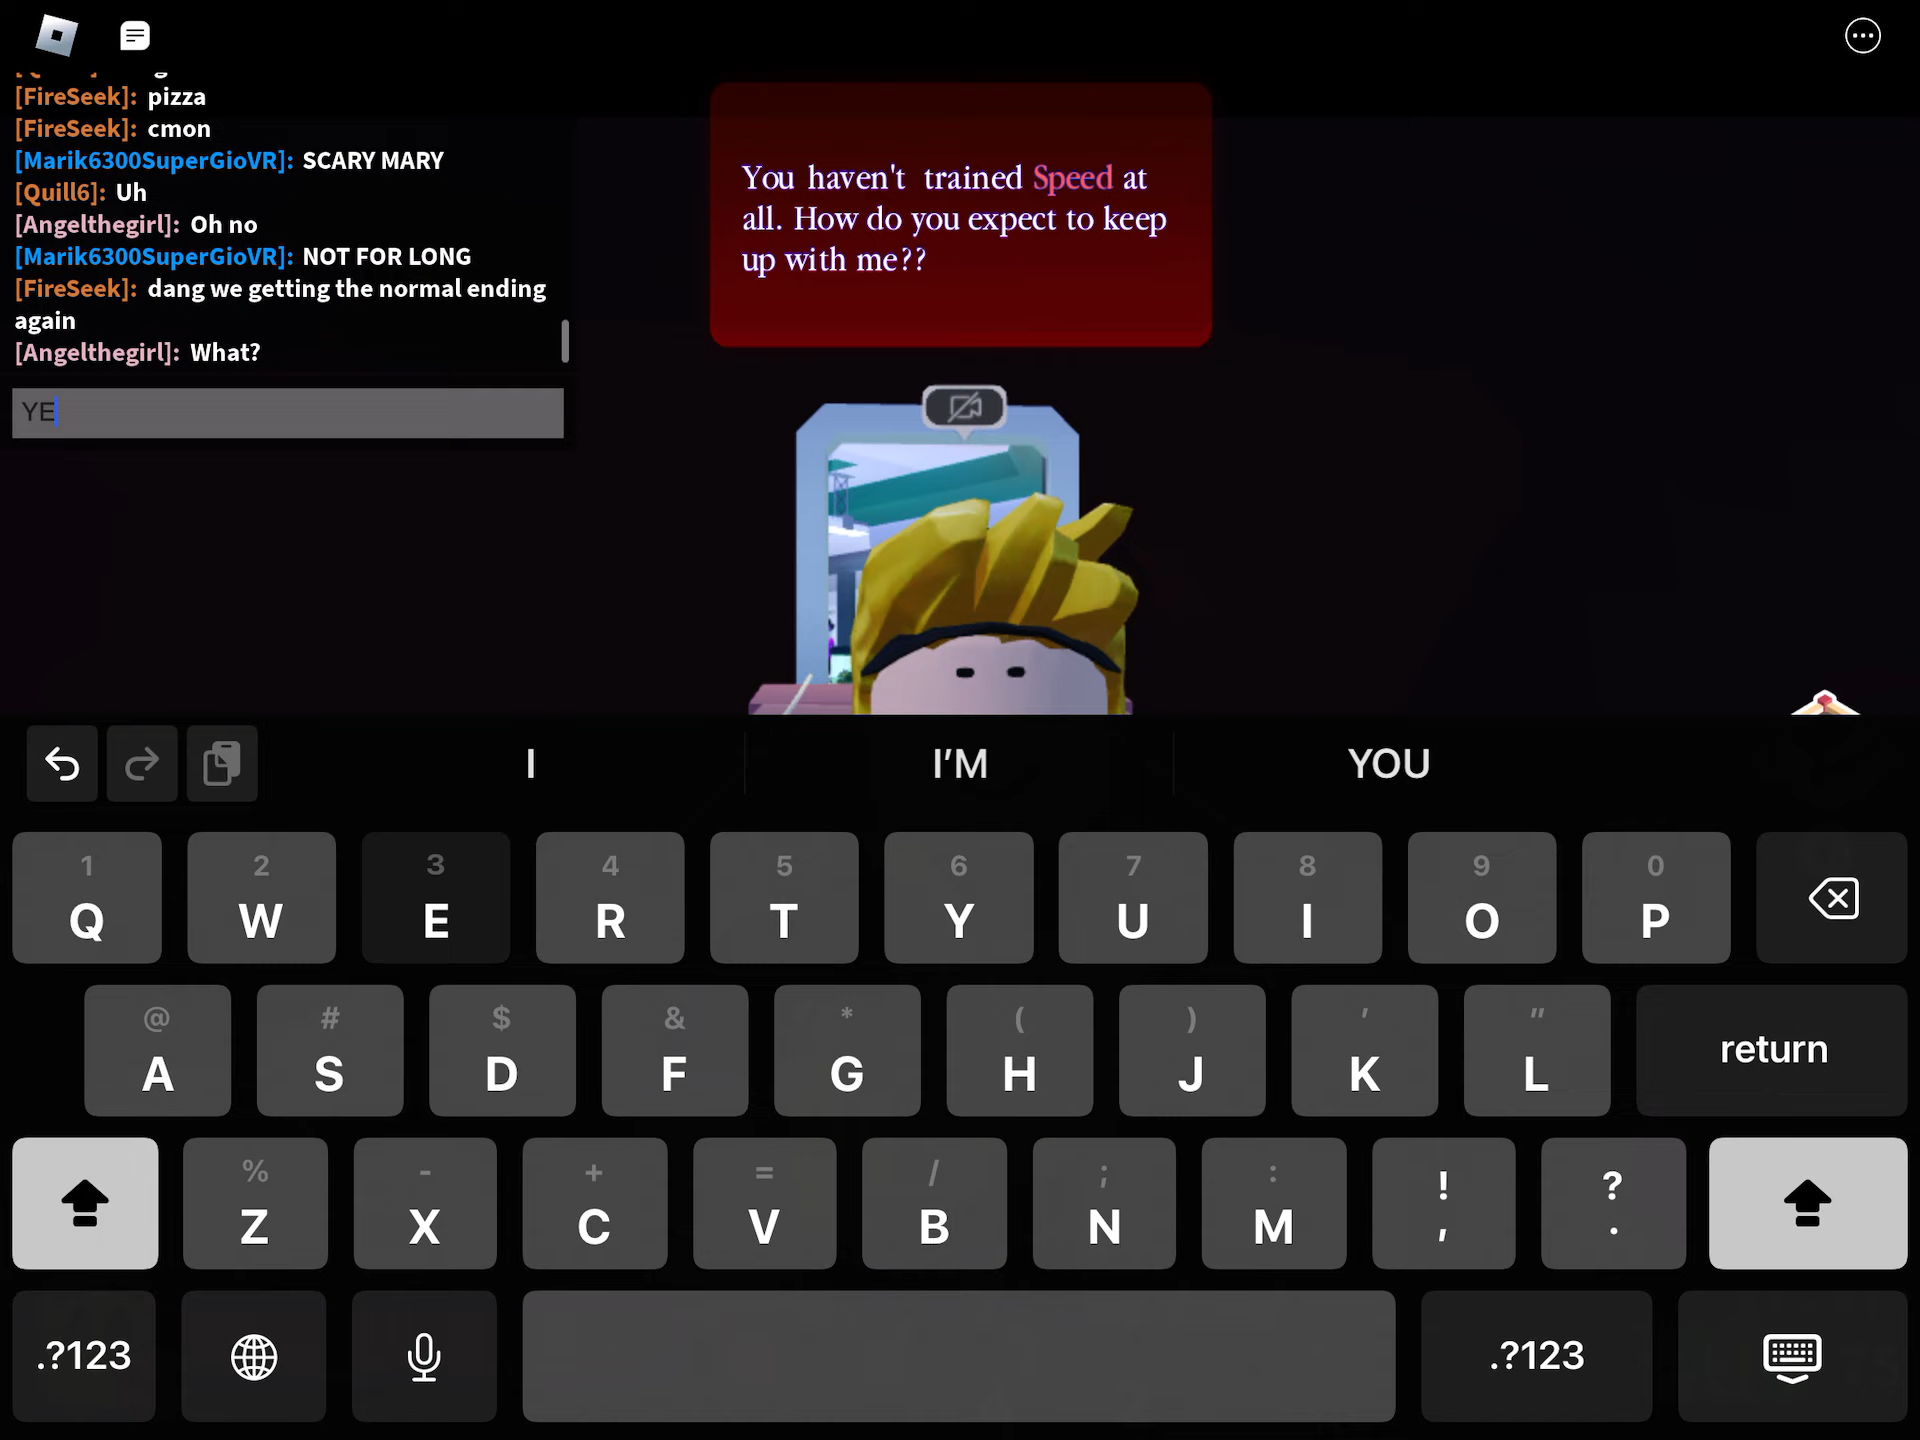 [FireSeek]: pizza
[FireSeek]: cmon
[Marik6300SuperGioVR]: SCARY MARY
[Quill6]: Uh
[Angelthegirl]: Oh no
[Marik6300SuperGioVR]: NOT FOR LONG
[FireSeek]: dang we getting the normal ending
again
[Angelthegirl]: What?
YE
You haven't trained Speed at
all. How do you expect to keep
up with me??
I I'M YOU
1 2 3 4 5 6 7 8 9 0
Q W E R T Y U I O P
@ # $ & * ( ) ' "
A S D F G H J K L return
% - + = / ; : ! ?
Z X C V B N M , .
.?123 .?123